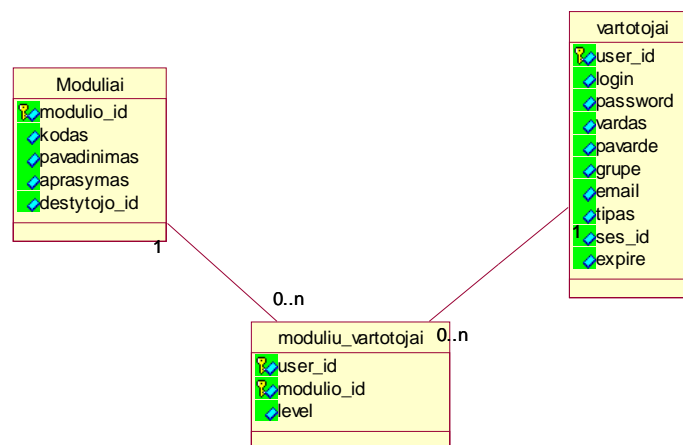 Moduliai
modulio_id
kodas
pavadinimas
aprasymas
destytojo_id
1
vartotojai
user_id
login
password
vardas
pavarde
grupe
email
tipas
1
ses_id
expire
0..n
0..n
moduliu_vartotojai
user_id
modulio_id
level